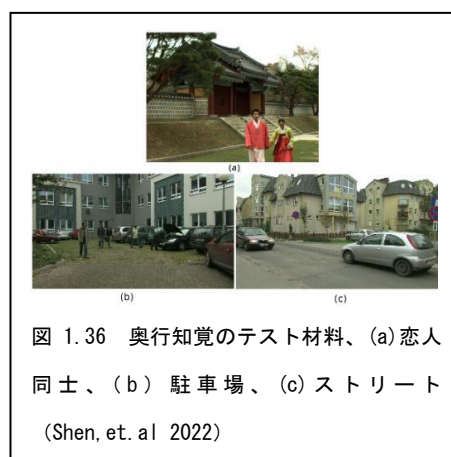 (a)
(b) (c)
図 1.36 奥行知覚のテスト材料、(a)恋人
同士、(b)駐車場、(c)ストリート
(Shen, et. al 2022)